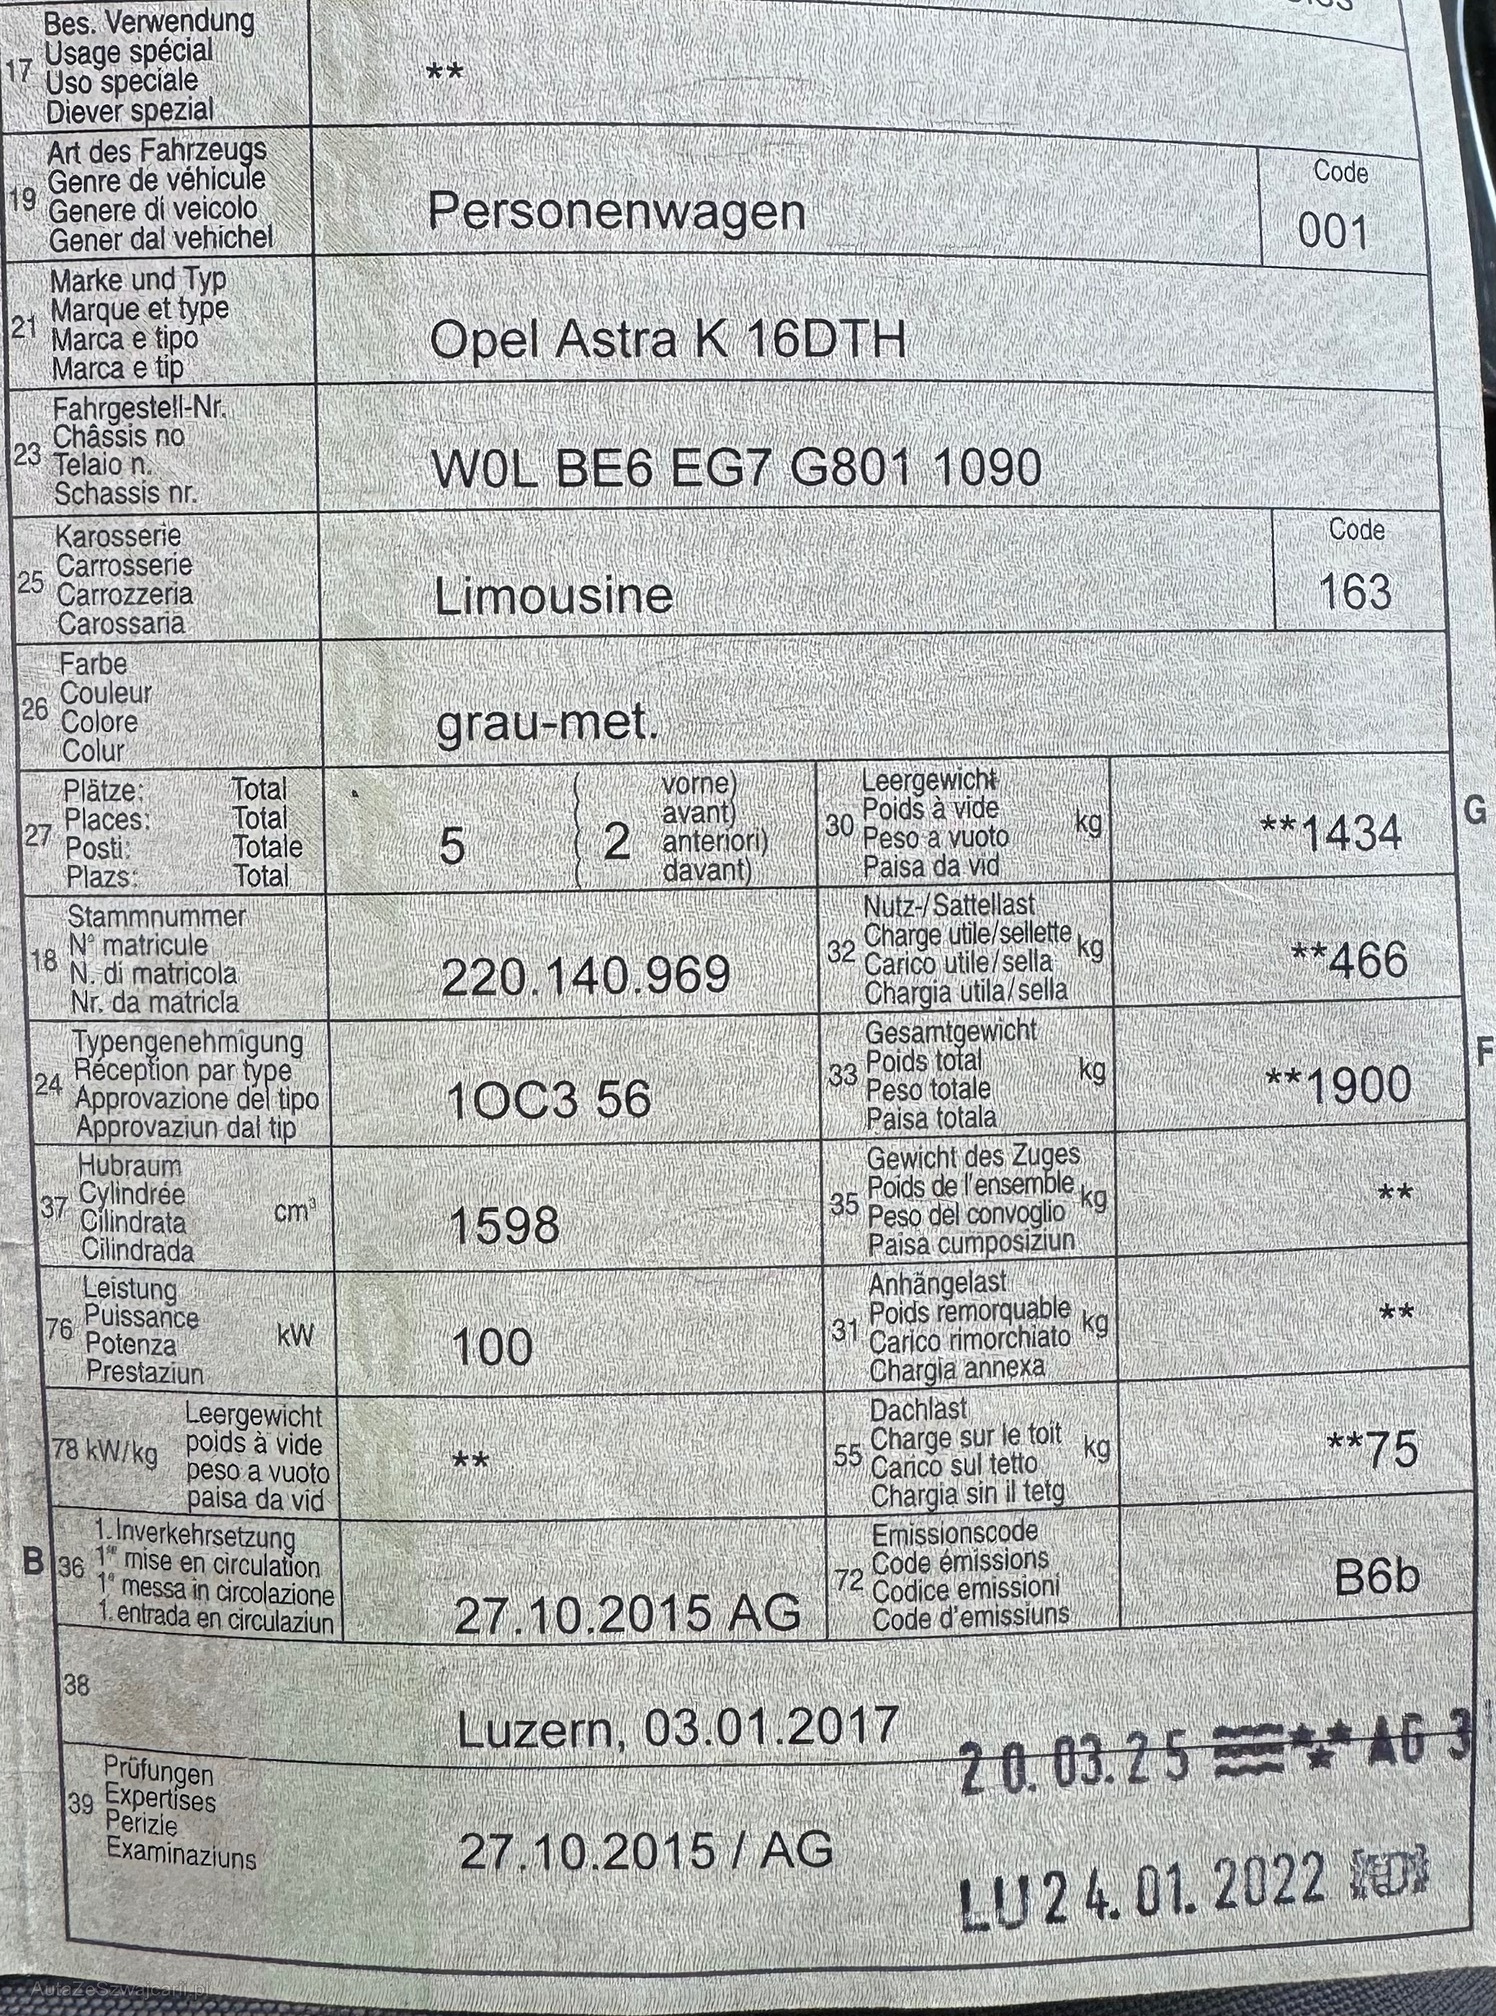 17 Bes. Verwendung
Usage spécial
Uso speciale
Diever spezial
**
19 Art des Fahrzeugs
Genre de véhicule
Genere di veicolo
Gener dal vehichel
Personenwagen
Code
001
21 Marke und Typ
Marque et type
Marca e tipo
Marca e tip
Opel Astra K 16DTH
23 Fahrgestell-Nr.
Châssis no
Telaio n.
Schassis nr.
W0L BE6 EG7 G801 1090
25 Karosserie
Carrosserie
Carrozzeria
Carossaria
Limousine
Code
163
26 Farbe
Couleur
Colore
Colur
grau-met.
27 Plätze: Total
Places: Total
Posti: Totale
Plazs: Total
5 ( 2 vorne)
avant)
anteriori)
davant)
30 Leergewicht
Poids à vide
Peso a vuoto
Paisa da vid
kg
**1434
G
18 Stammnummer
N° matricule
N. di matricola
Nr. da matricla
220.140.969
32 Nutz-/Sattellast
Charge utile/sellette
Carico utile/sella
Chargia utila/sella
kg
**466
24 Typengenehmigung
Réception par type
Approvazione del tipo
Approvaziun dal tip
1OC3 56
33 Gesamtgewicht
Poids total
Peso totale
Paisa totala
kg
**1900
F
37 Hubraum
Cylindrée
Cilindrata
Cilindrada
cm³
1598
35 Gewicht des Zuges
Poids de l'ensemble
Peso del convoglio
Paisa cumposiziun
kg
**
76 Leistung
Puissance
Potenza
Prestaziun
kW
100
31 Anhängelast
Poids remorquable
Carico rimorchiato
Chargia annexa
kg
**
78 kW/kg Leergewicht
poids à vide
peso a vuoto
paisa da vid
**
55 Dachlast
Charge sur le toit
Carico sul tetto
Chargia sin il tetg
kg
**75
B 36 1. Inverkehrsetzung
1re mise en circulation
1a messa in circolazione
1. entrada en circulaziun
27.10.2015 AG
72 Emissionscode
Code émissions
Codice emissioni
Code d'emissiuns
B6b
38
Luzern, 03.01.2017
20.03.25 AG 3
39 Prüfungen
Expertises
Perizie
Examinaziuns
27.10.2015 / AG
LU 24.01.2022
AutaZeSzwajcarii.pl